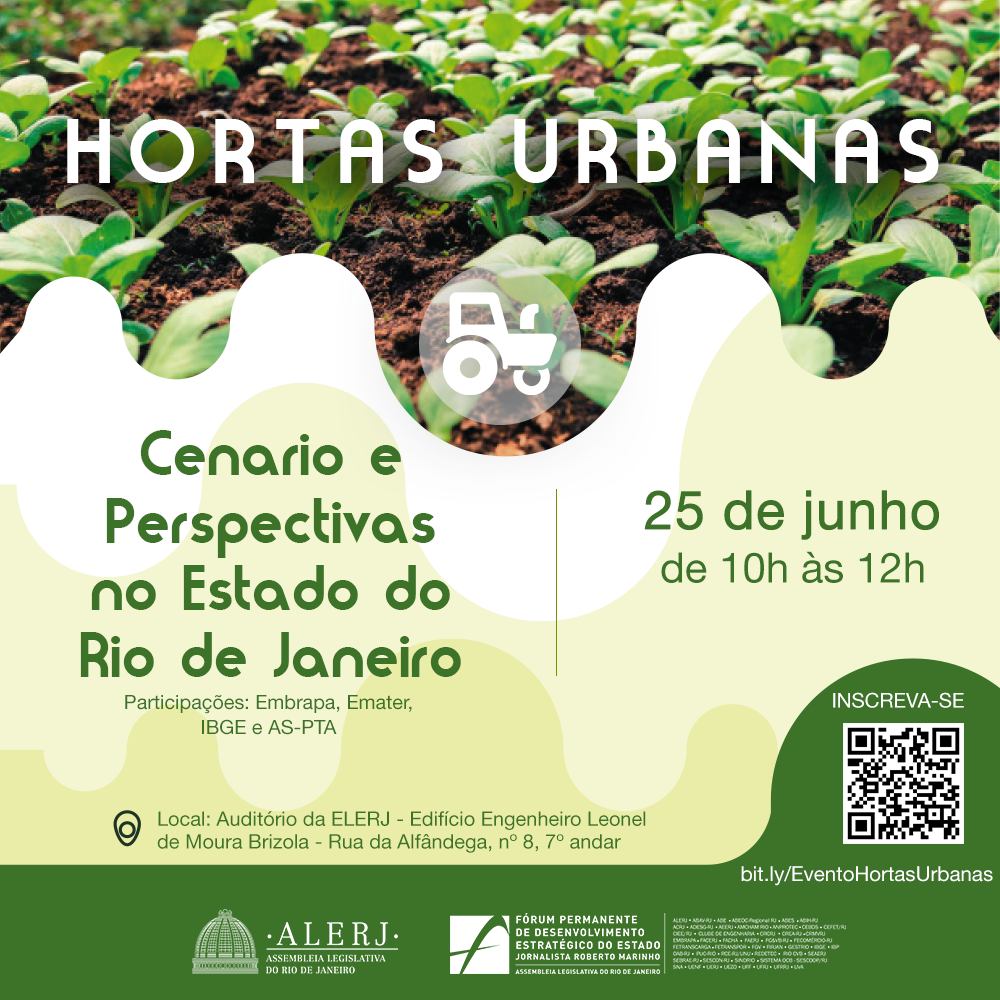 HORTAS URBANAS
Cenario e
Perspectivas
no Estado do
Rio de Janeiro
Participações: Embrapa, Emater,
IBGE e AS-PTA
25 de junho
de 10h às 12h
Local: Auditório da ELERJ - Edifício Engenheiro Leonel
de Moura Brizola - Rua da Alfândega, nº 8, 7º andar
INSCREVA-SE
bit.ly/EventoHortasUrbanas
·ALERJ·
ASSEMBLEIA LEGISLATIVA
DO RIO DE JANEIRO
FÓRUM PERMANENTE
DE DESENVOLVIMENTO
ESTRATÉGICO DO ESTADO
JORNALISTA ROBERTO MARINHO
ASSEMBLEIA LEGISLATIVA DO RIO DE JANEIRO